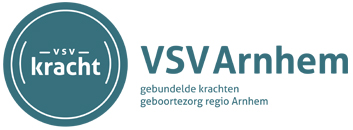 VSV
kracht
VSV Arnhem
gebundelde krachten
geboortezorg regio Arnhem